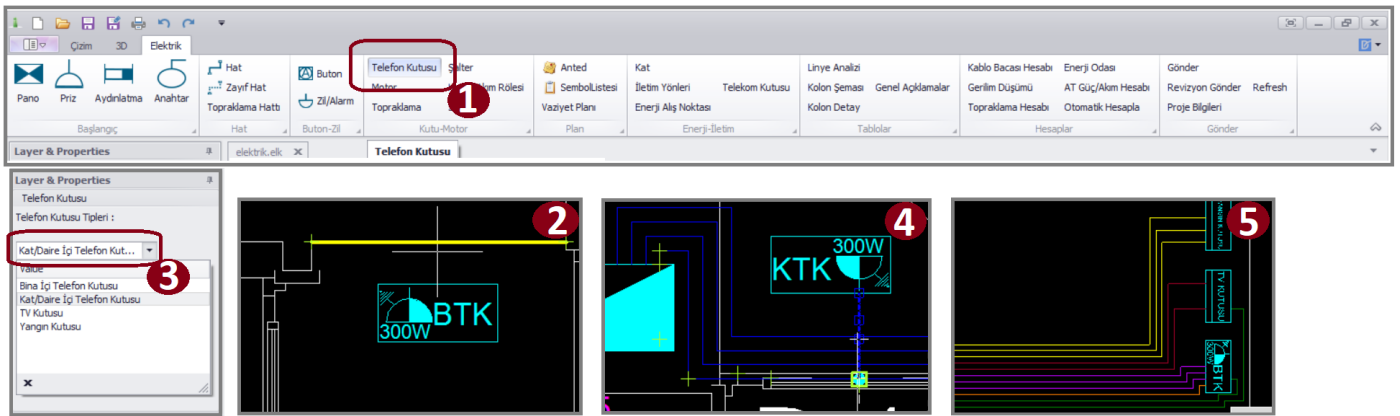 Çizim 3D Elektrik
Pano Priz Aydınlatma Anahtar
Başlangıç
Hat
Zayıf Hat
Topraklama Hattı
Hat
Buton
Zil/Alarm
Buton-Zil
Telefon Kutusu Şalter
Motor
Topraklama
Kutu-Motor
1
Anted
SembolListesi
Vaziyet Planı
Plan
Kat
İletim Yönleri Telekom Kutusu
Enerji Alış Noktası
Enerji-İletim
Linye Analizi
Kolon Şeması Genel Açıklamalar
Kolon Detay
Tablolar
Kablo Bacası Hesabı Enerji Odası
Gerilim Düşümü AT Güç/Akım Hesabı
Topraklama Hesabı Otomatik Hesapla
Hesaplar
Gönder
Revizyon Gönder Refresh
Proje Bilgileri
Gönder
Layer & Properties
elektrik.elk
Telefon Kutusu
Layer & Properties
Telefon Kutusu
Telefon Kutusu Tipleri :
Kat/Daire İçi Telefon Kut...
3
Value
Bina İçi Telefon Kutusu
Kat/Daire İçi Telefon Kutusu
TV Kutusu
Yangın Kutusu
2
BTK
300W
4
300W
KTK
5
TV KUTUSU
300W
BTK